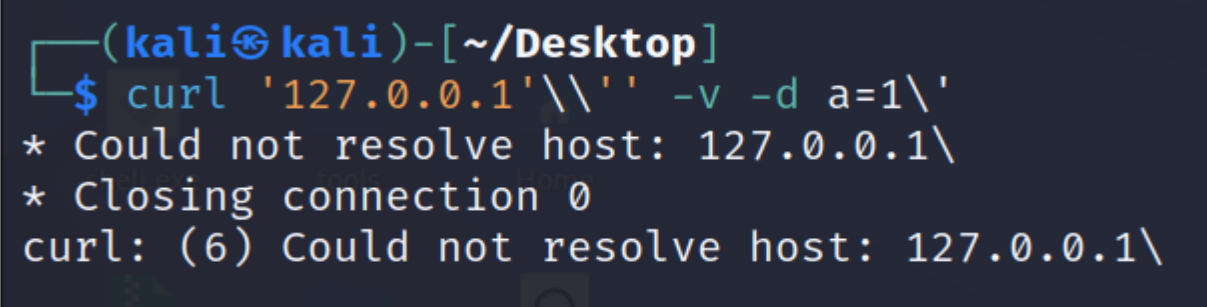 ┌──(kali㉿kali)-[~/Desktop]
└─$ curl '127.0.0.1'\\'' -v -d a=1\'
* Could not resolve host: 127.0.0.1\
* Closing connection 0
curl: (6) Could not resolve host: 127.0.0.1\